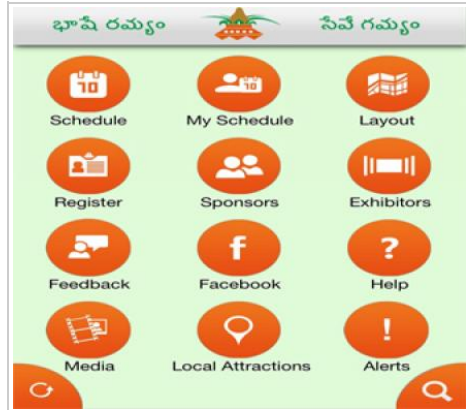 భాషే రమ్యం సేవే గమ్యం
10 10
Schedule My Schedule Layout
Register Sponsors Exhibitors
f ?
Feedback Facebook Help
!
Media Local Attractions Alerts